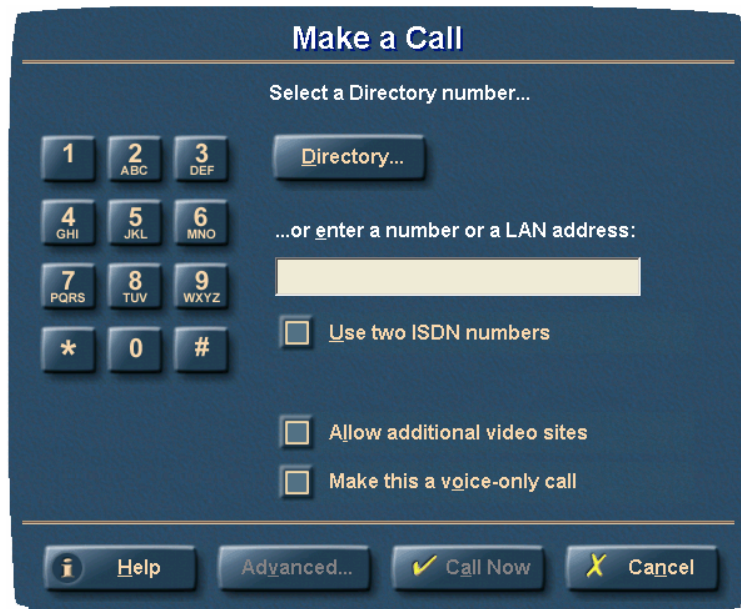 Make a Call
Select a Directory number...
1
2 ABC
3 DEF
Directory...
4 GHI
5 JKL
6 MNO
...or enter a number or a LAN address:
7 PQRS
8 TUV
9 WXYZ
Use two ISDN numbers
* 0 #
Allow additional video sites
Make this a voice-only call
i Help Advanced... Call Now X Cancel